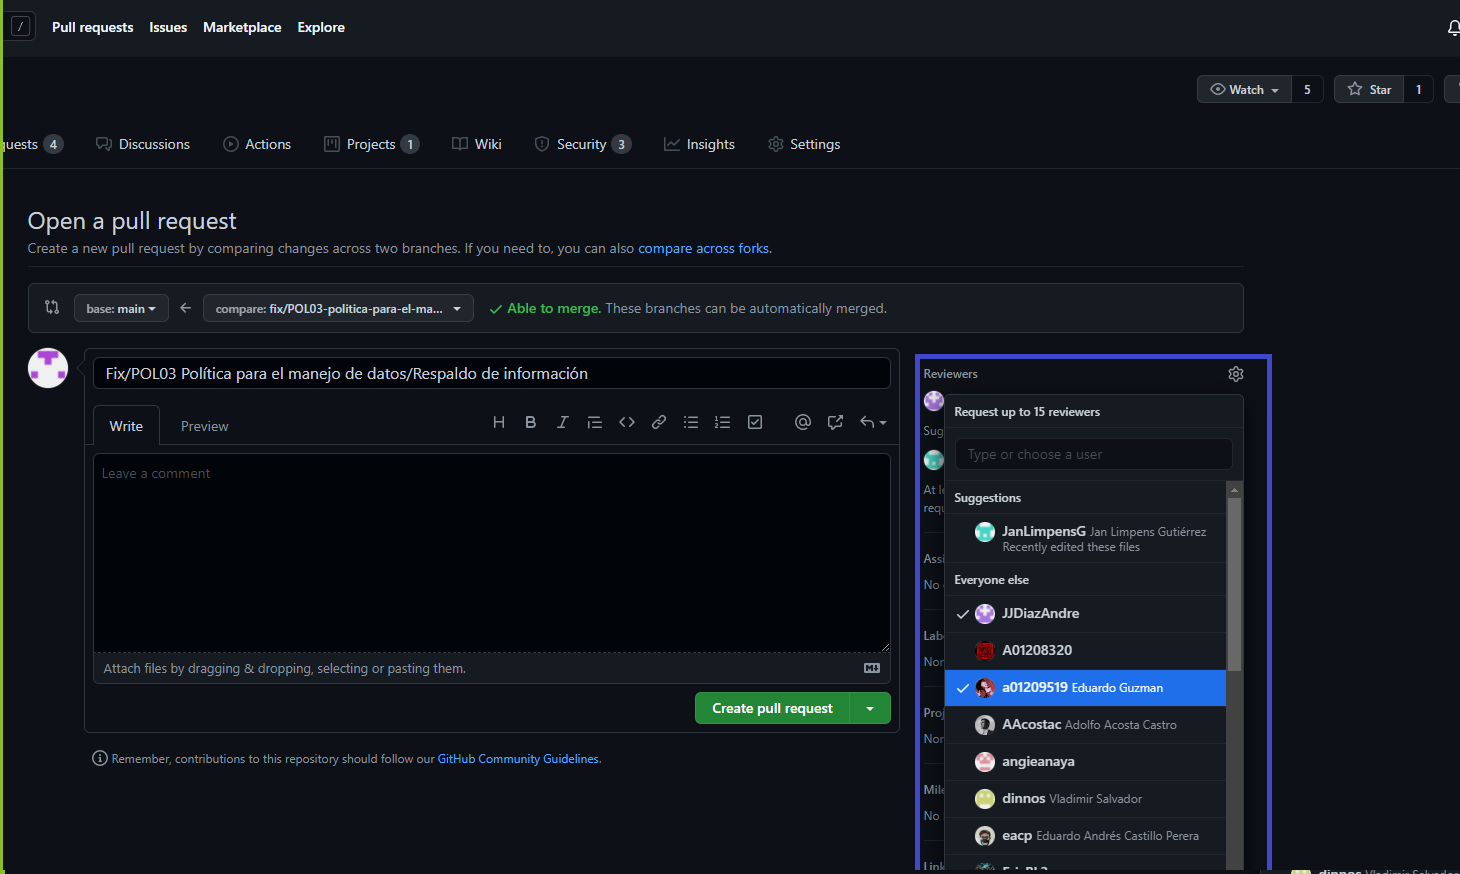 / Pull requests Issues Marketplace Explore
Watch 5 Star 1
quests 4 Discussions Actions Projects 1 Wiki Security 3 Insights Settings
Open a pull request
Create a new pull request by comparing changes across two branches. If you need to, you can also compare across forks.
base: main compare: fix/POL03-politica-para-el-ma... Able to merge. These branches can be automatically merged.
Fix/POL03 Política para el manejo de datos/Respaldo de información
Write Preview
Leave a comment
Attach files by dragging & dropping, selecting or pasting them.
Create pull request
Remember, contributions to this repository should follow our GitHub Community Guidelines.
Reviewers
Request up to 15 reviewers
Sug
Type or choose a user
At le
Suggestions
requ
JanLimpensG Jan Limpens Gutiérrez
Recently edited these files
Assi
Everyone else
No
JJDiazAndre
Lab
A01208320
Non
a01209519 Eduardo Guzman
Proj
AAcostac Adolfo Acosta Castro
Non
angieanaya
Mile
dinnos Vladimir Salvador
No
eacp Eduardo Andrés Castillo Perera
Link
dinnos Vladimir Salvador